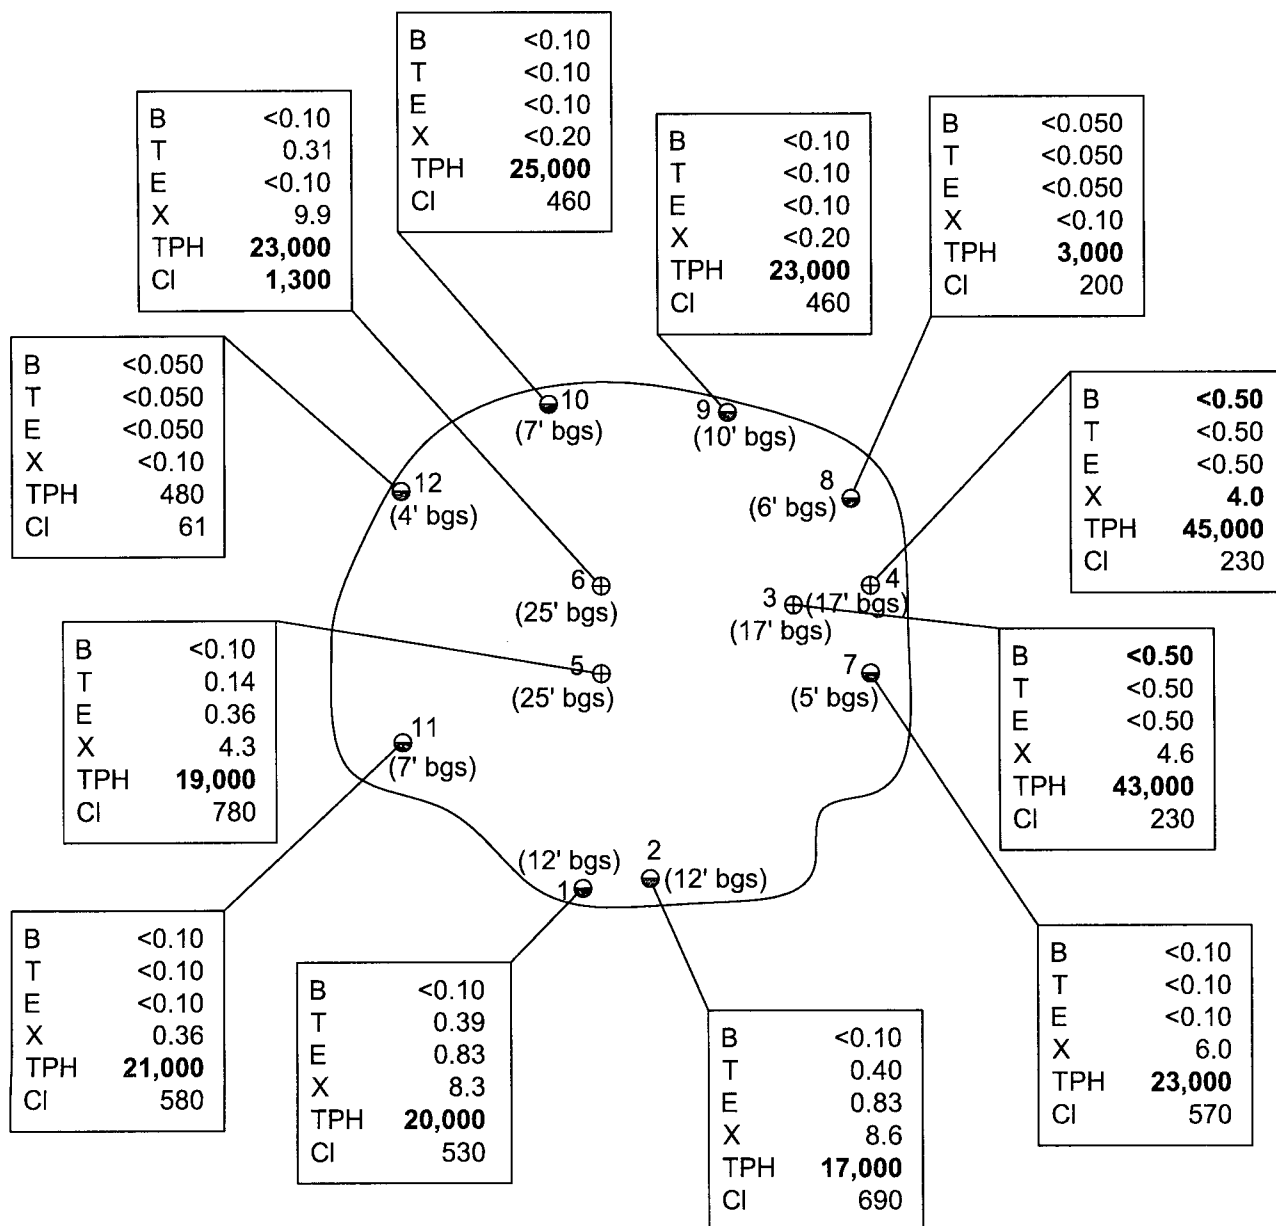 B <0.10
T <0.10
E <0.10
X <0.20
TPH 25,000
Cl 460
B <0.10
T 0.31
E <0.10
X 9.9
TPH 23,000
Cl 1,300
B <0.10
T <0.10
E <0.10
X <0.20
TPH 23,000
Cl 460
B <0.050
T <0.050
E <0.050
X <0.10
TPH 3,000
Cl 200
B <0.050
T <0.050
E <0.050
X <0.10
TPH 480
Cl 61
B <0.50
T <0.50
E <0.50
X 4.0
TPH 45,000
Cl 230
10
(7' bgs)
9
(10' bgs)
12
(4' bgs)
8
(6' bgs)
6
(25' bgs)
4
(17' bgs)
3
(17' bgs)
5
(25' bgs)
7
(5' bgs)
11
(7' bgs)
(12' bgs)
1
2
(12' bgs)
B <0.10
T 0.14
E 0.36
X 4.3
TPH 19,000
Cl 780
B <0.50
T <0.50
E <0.50
X 4.6
TPH 43,000
Cl 230
B <0.10
T <0.10
E <0.10
X 0.36
TPH 21,000
Cl 580
B <0.10
T 0.39
E 0.83
X 8.3
TPH 20,000
Cl 530
B <0.10
T 0.40
E 0.83
X 8.6
TPH 17,000
Cl 690
B <0.10
T <0.10
E <0.10
X 6.0
TPH 23,000
Cl 570